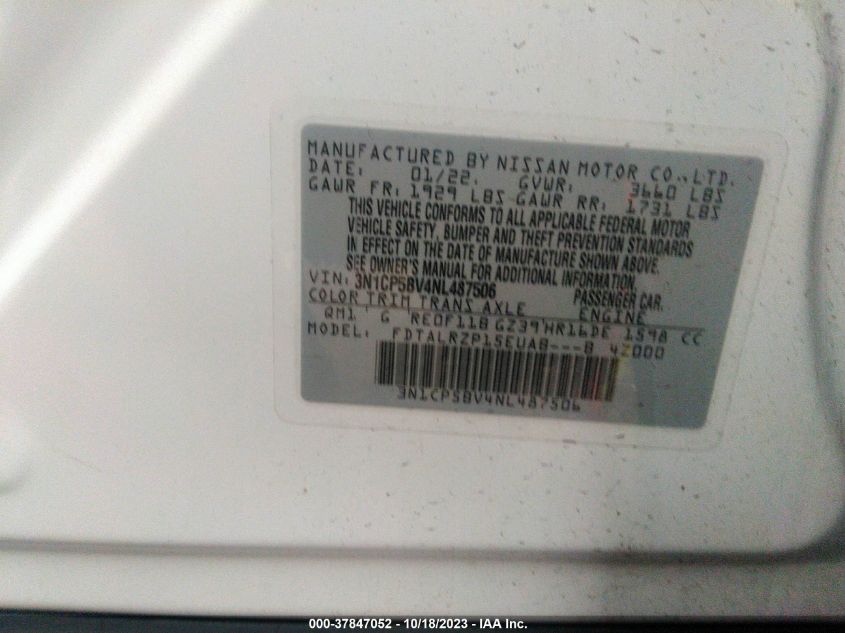 MANUFACTURED BY NISSAN MOTOR CO.,LTD.
DATE: 01/22. GVWR: 3660 LBS
GAWR FR: 1929 LBS GAWR RR: 1731 LBS
THIS VEHICLE CONFORMS TO ALL APPLICABLE FEDERAL MOTOR
VEHICLE SAFETY, BUMPER AND THEFT PREVENTION STANDARDS
IN EFFECT ON THE DATE OF MANUFACTURE SHOWN ABOVE.
SEE OWNER'S MANUAL FOR ADDITIONAL INFORMATION.
VIN: 3N1CP5BV4NL487506 PASSENGER CAR.
COLOR TRIM TRANS AXLE ENGINE
QM1 G RE0F11B GZ39 HR16DE 1598 CC
MODEL: FDTALRZP15EUAB---B 4Z000
3N1CP5BV4NL487506
000-37847052 - 10/18/2023 - IAA Inc.